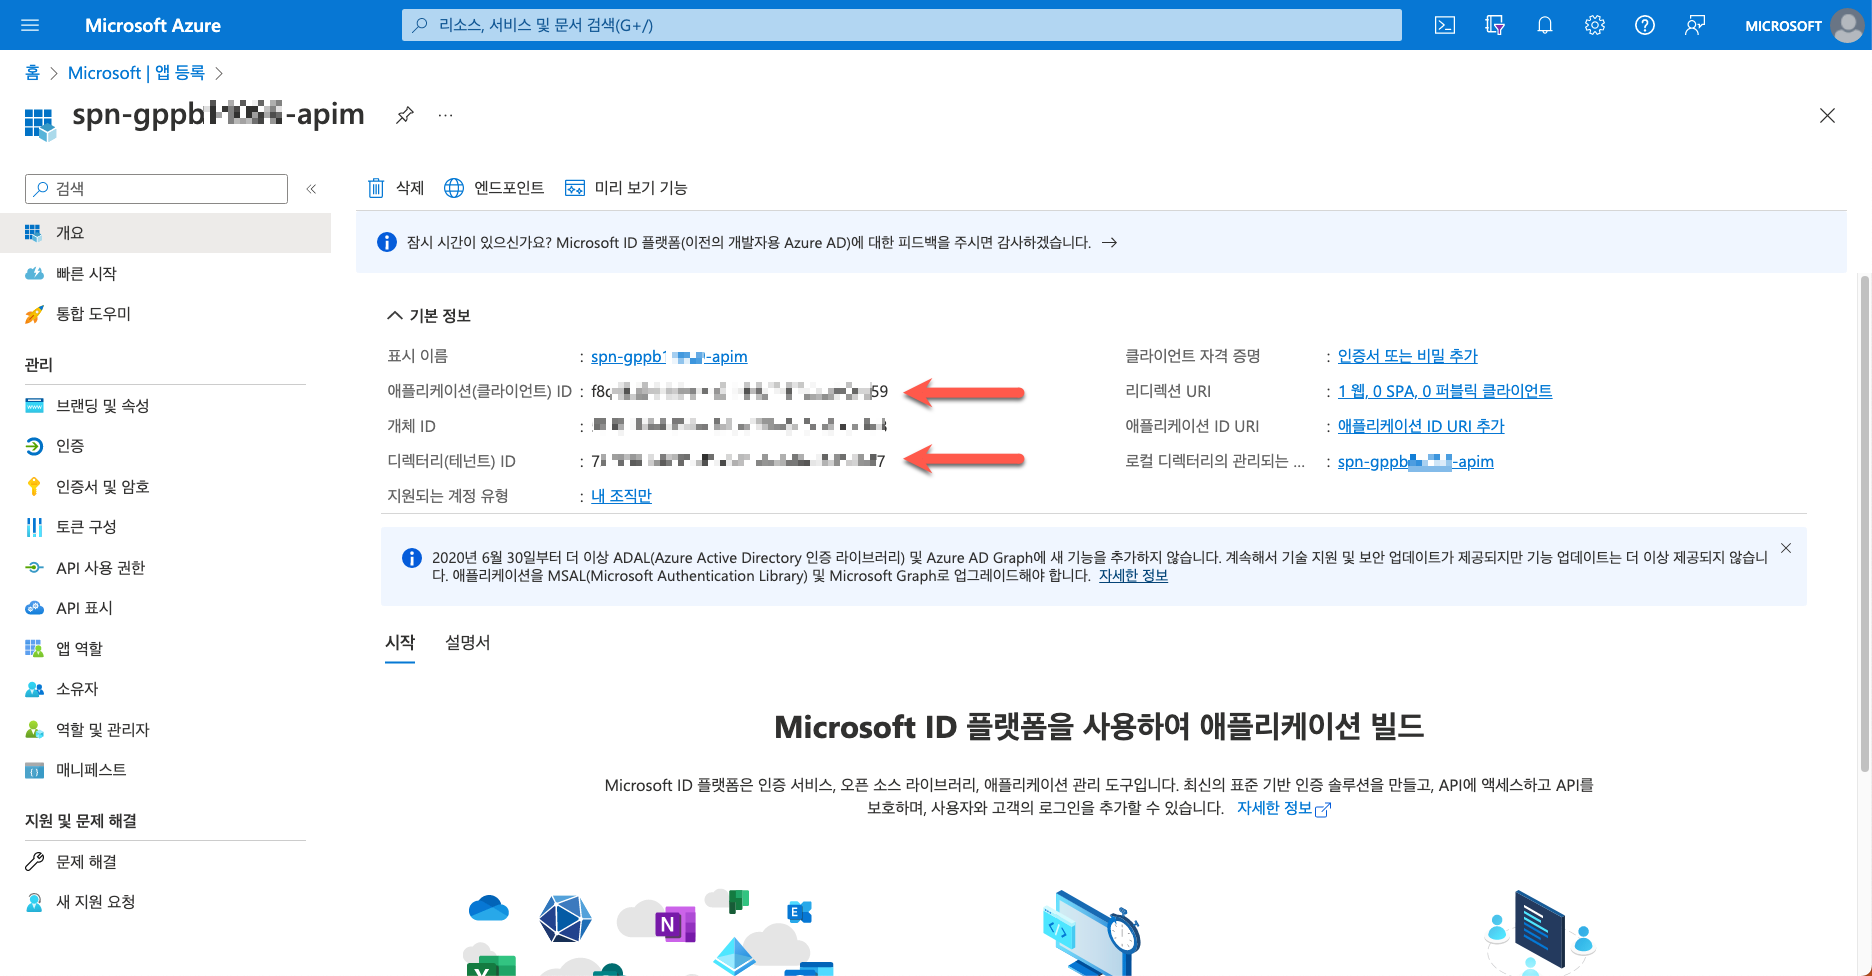 Microsoft Azure
리소스, 서비스 및 문서 검색(G+/)
MICROSOFT
홈 > Microsoft | 앱 등록 >
spn-gppb -apim
검색
삭제
엔드포인트
미리 보기 기능
개요
빠른 시작
통합 도우미
관리
브랜딩 및 속성
인증
인증서 및 암호
토큰 구성
API 사용 권한
API 표시
앱 역할
소유자
역할 및 관리자
매니페스트
지원 및 문제 해결
문제 해결
새 지원 요청
잠시 시간이 있으신가요? Microsoft ID 플랫폼(이전의 개발자용 Azure AD)에 대한 피드백을 주시면 감사하겠습니다. →
기본 정보
표시 이름 : spn-gppb -apim
애플리케이션(클라이언트) ID : f8 59
개체 ID :
디렉터리(테넌트) ID : 7 7
지원되는 계정 유형 : 내 조직만
클라이언트 자격 증명 : 인증서 또는 비밀 추가
리디렉션 URI : 1 웹, 0 SPA, 0 퍼블릭 클라이언트
애플리케이션 ID URI : 애플리케이션 ID URI 추가
로컬 디렉터리의 관리되는 ... : spn-gppb -apim
2020년 6월 30일부터 더 이상 ADAL(Azure Active Directory 인증 라이브러리) 및 Azure AD Graph에 새 기능을 추가하지 않습니다. 계속해서 기술 지원 및 보안 업데이트가 제공되지만 기능 업데이트는 더 이상 제공되지 않습니
다. 애플리케이션을 MSAL(Microsoft Authentication Library) 및 Microsoft Graph로 업그레이드해야 합니다. 자세한 정보
시작
설명서
Microsoft ID 플랫폼을 사용하여 애플리케이션 빌드
Microsoft ID 플랫폼은 인증 서비스, 오픈 소스 라이브러리, 애플리케이션 관리 도구입니다. 최신의 표준 기반 인증 솔루션을 만들고, API에 액세스하고 API를
보호하며, 사용자와 고객의 로그인을 추가할 수 있습니다. 자세한 정보
N
E